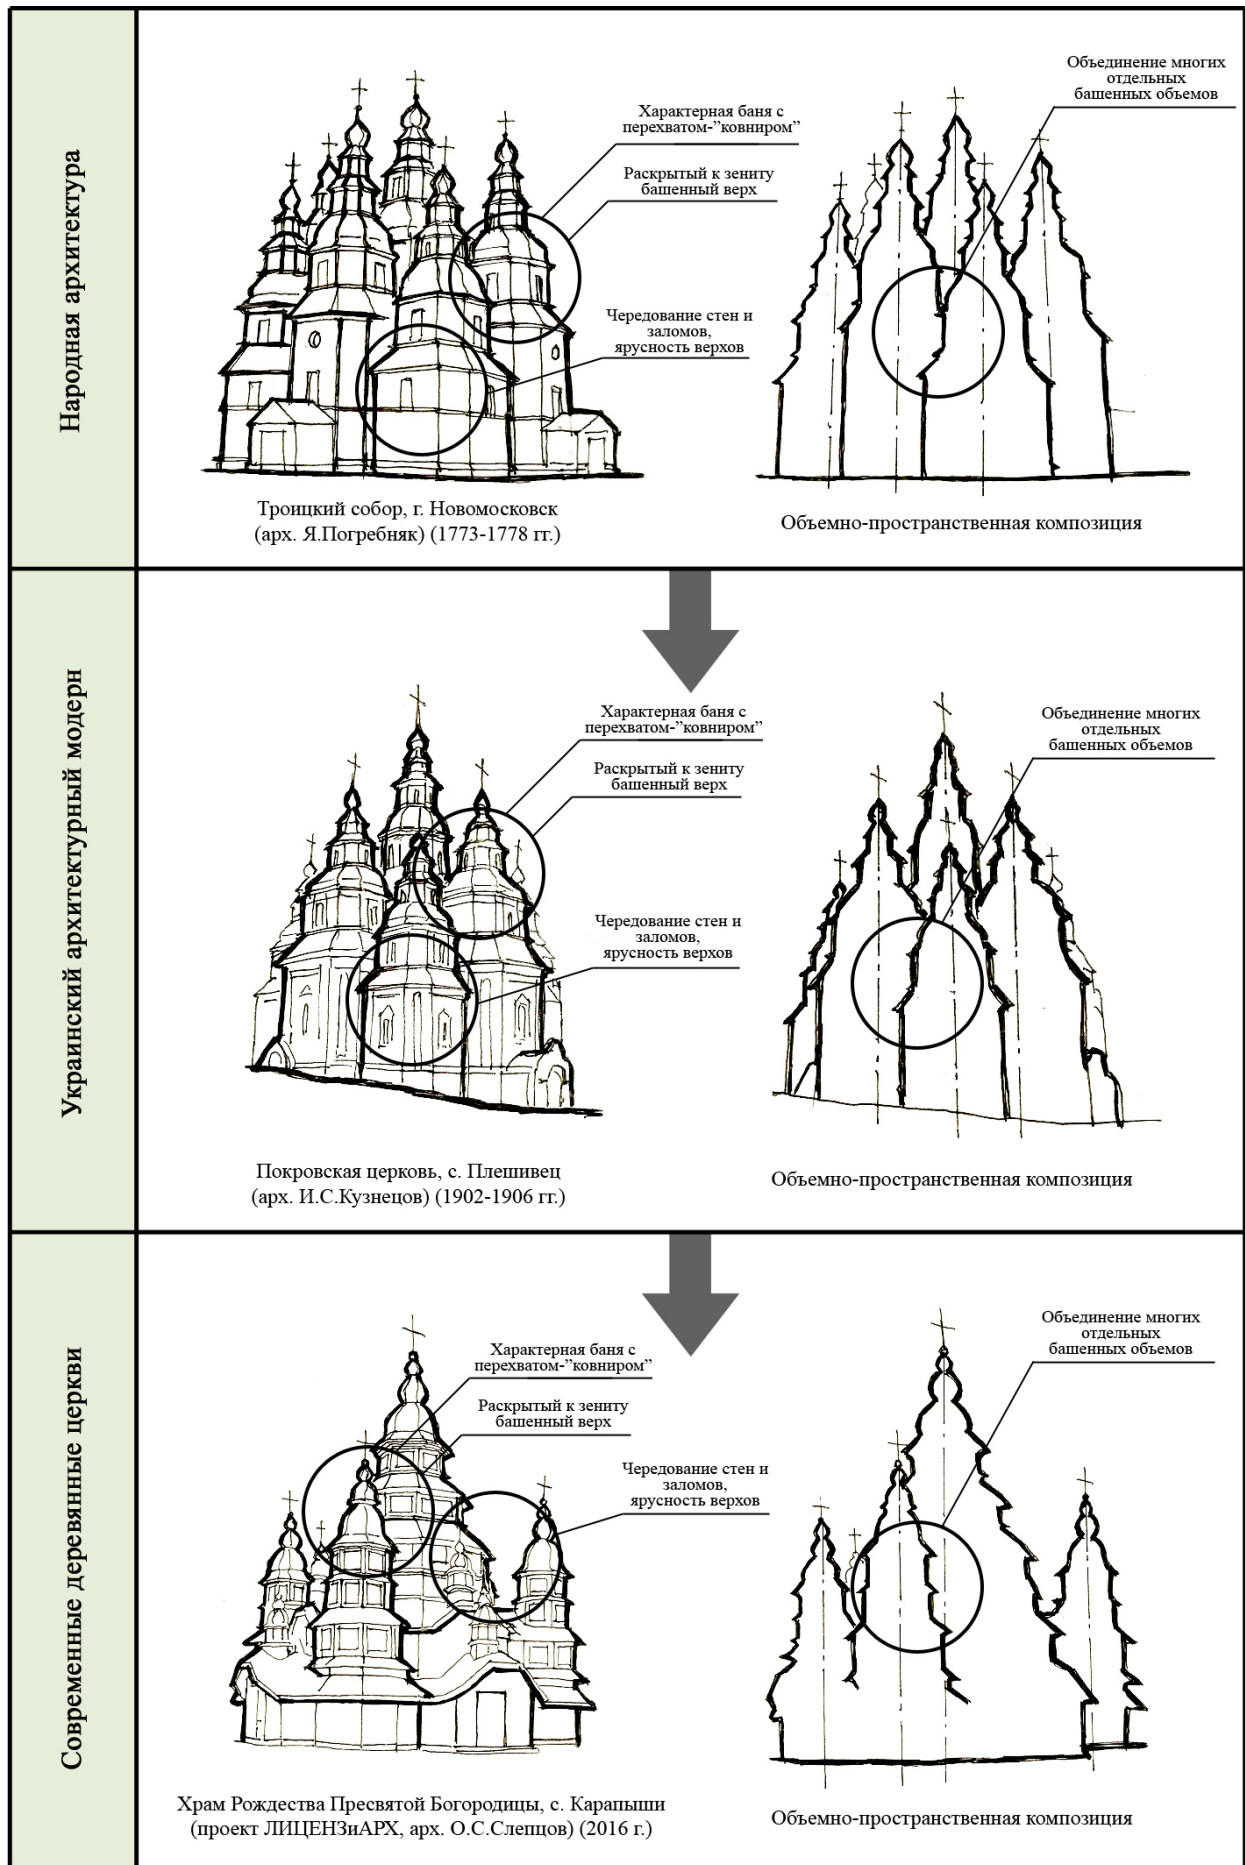 Народная архитектура
Характерная баня с
перехватом-”ковниром”
Раскрытый к зениту
башенный верх
Чередование стен и
заломов,
ярусность верхов
Объединение многих
отдельных
башенных объемов
Троицкий собор, г. Новомосковск
(арх. Я.Погребняк) (1773-1778 гг.)
Объемно-пространственная композиция
Украинский архитектурный модерн
Характерная баня с
перехватом-”ковниром”
Раскрытый к зениту
башенный верх
Чередование стен и
заломов,
ярусность верхов
Объединение многих
отдельных
башенных объемов
Покровская церковь, с. Плешивец
(арх. И.С.Кузнецов) (1902-1906 гг.)
Объемно-пространственная композиция
Современные деревянные церкви
Характерная баня с
перехватом-”ковниром”
Раскрытый к зениту
башенный верх
Чередование стен и
заломов,
ярусность верхов
Объединение многих
отдельных
башенных объемов
Храм Рождества Пресвятой Богородицы, с. Карапыши
(проект ЛИЦЕНЗиАРХ, арх. О.С.Слепцов) (2016 г.)
Объемно-пространственная композиция